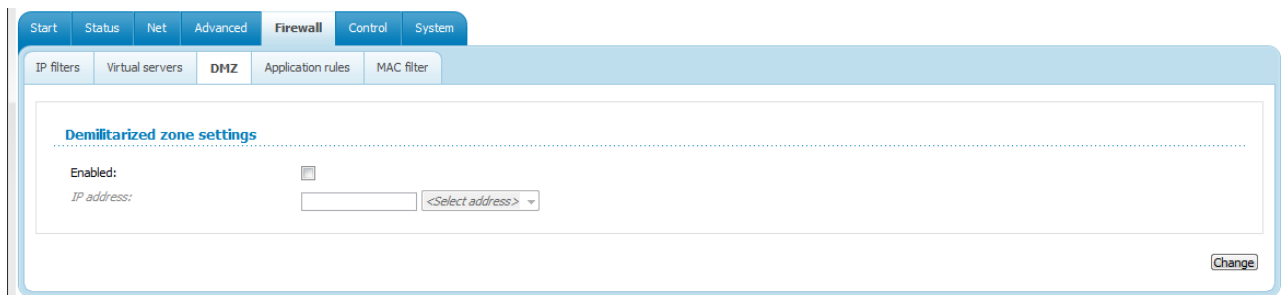 Start Status Net Advanced Firewall Control System
IP filters Virtual servers DMZ Application rules MAC filter
Demilitarized zone settings
Enabled:
IP address: <Select address>
Change